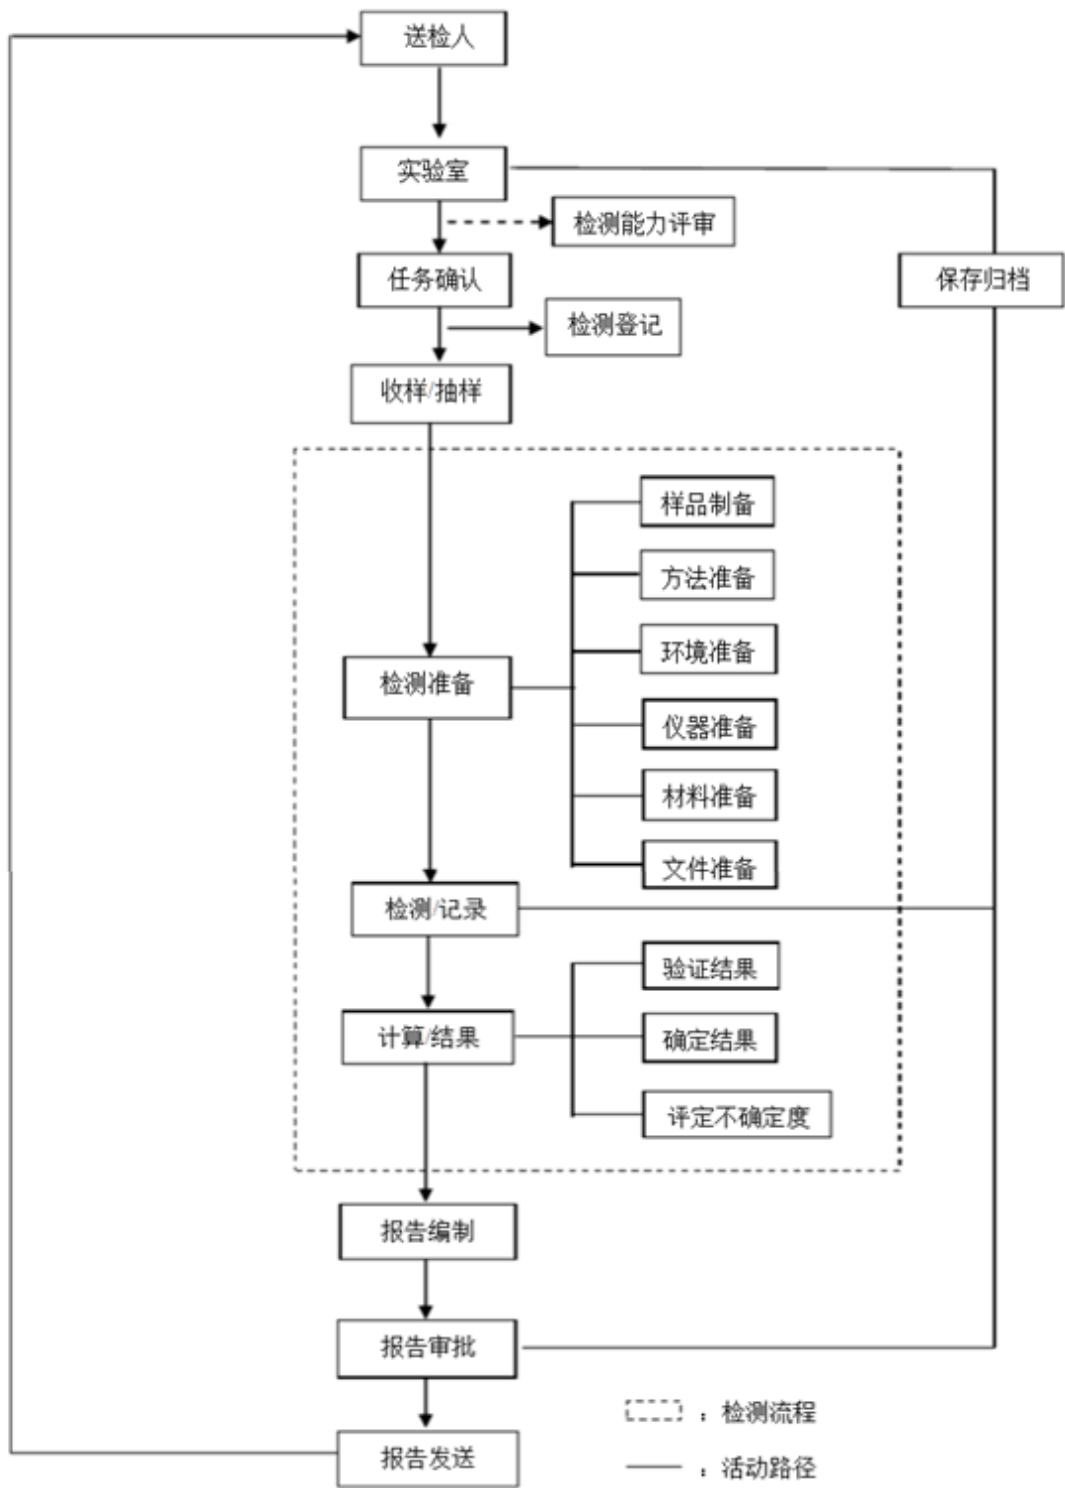 送检人
实验室
检测能力评审
任务确认
保存归档
检测登记
收样/抽样
样品制备
方法准备
环境准备
检测准备
仪器准备
材料准备
文件准备
检测/记录
验证结果
计算/结果
确定结果
评定不确定度
报告编制
报告审批
：检测流程
报告发送
：活动路径